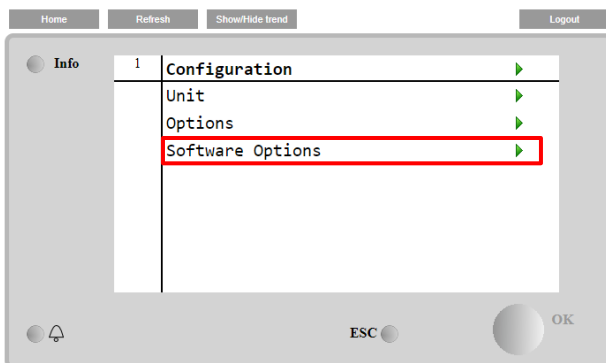 Home Refresh Show/Hide trend Logout
Info 1 Configuration
Unit
Options
Software Options
ESC OK